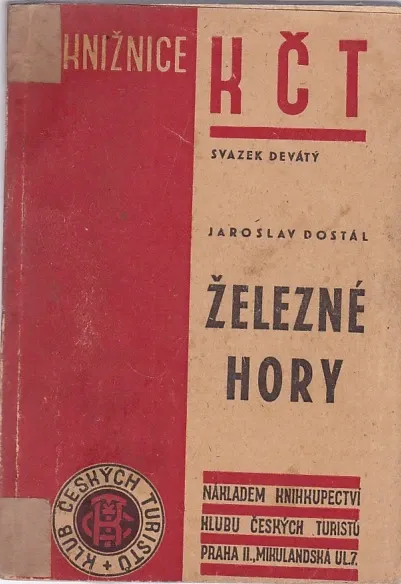 KNIŽNICE KČT
SVAZEK DEVÁTÝ
JAROSLAV DOSTÁL
ŽELEZNÉ
HORY
NÁKLADEM KNIHKUPECTVÍ
KLUBU ČESKÝCH TURISTŮ
PRAHA II., MIKULANDSKÁ UL.7.
KLUB ČESKÝCH TURISTŮ +